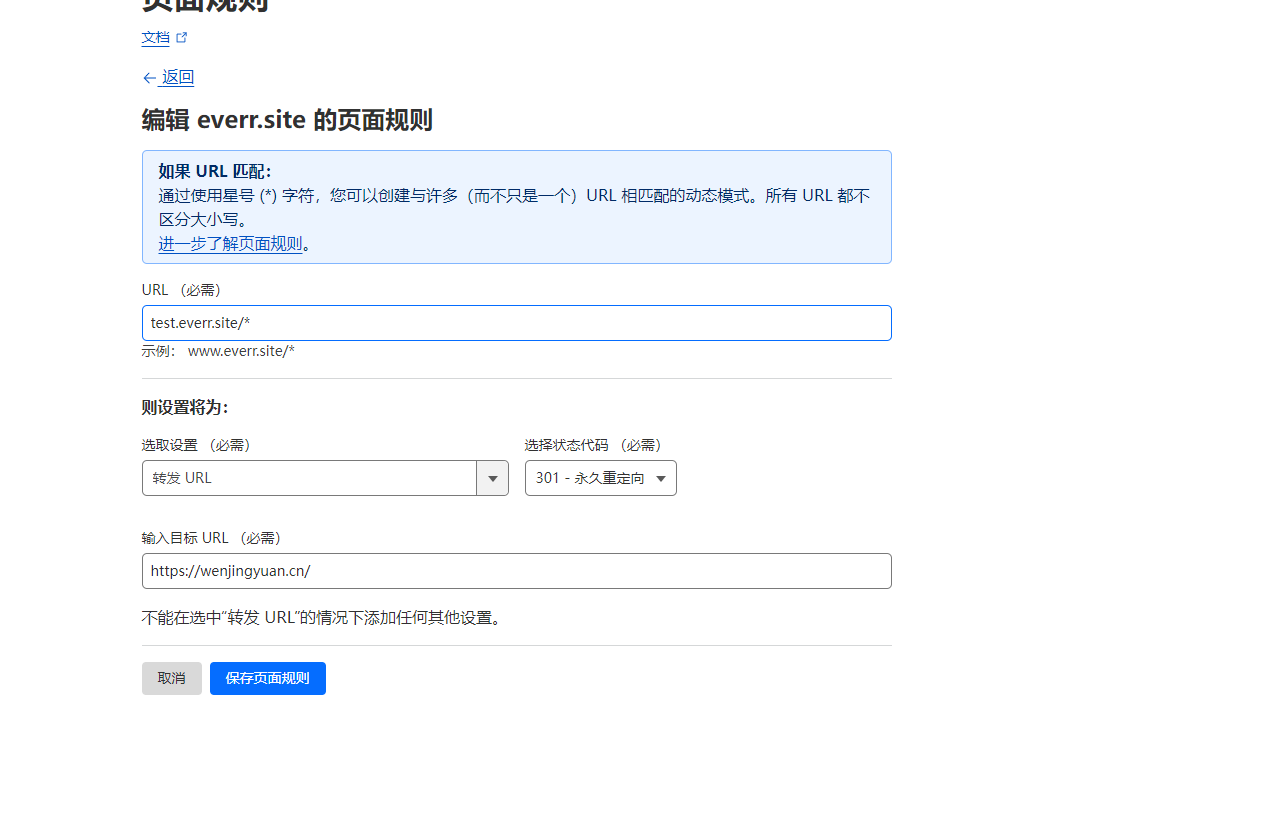 页面规则
文档
返回
编辑 everr.site 的页面规则
如果 URL 匹配：
通过使用星号 (*) 字符，您可以创建与许多（而不只是一个）URL 相匹配的动态模式。所有 URL 都不
区分大小写。
进一步了解页面规则。
URL （必需）
test.everr.site/*
示例： www.everr.site/*
则设置将为：
选取设置 （必需）
选择状态代码 （必需）
转发 URL
301 - 永久重定向
输入目标 URL （必需）
https://wenjingyuan.cn/
不能在选中“转发 URL”的情况下添加任何其他设置。
取消
保存页面规则